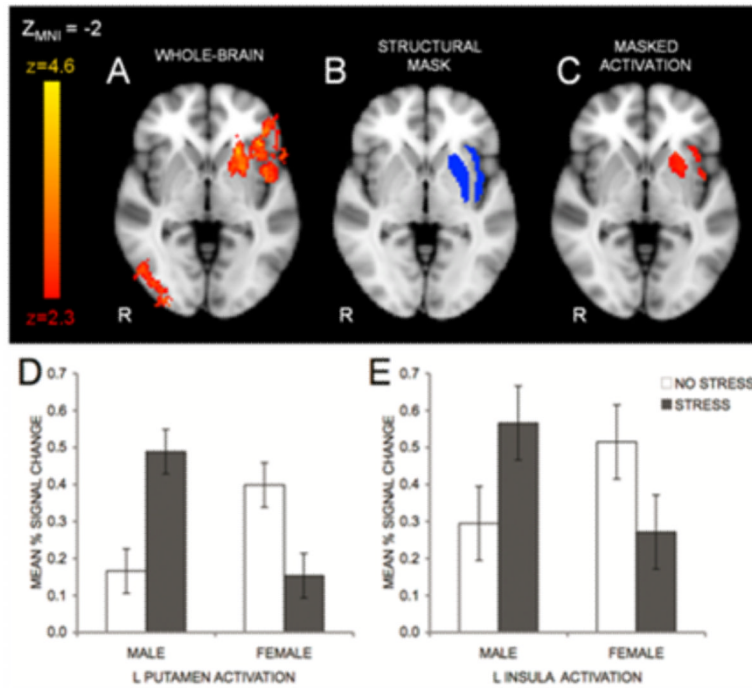 Z_MNI = -2
z=4.6
z=2.3
A
WHOLE-BRAIN
R
B
STRUCTURAL
MASK
R
C
MASKED
ACTIVATION
R
D
MEAN % SIGNAL CHANGE
0.7
0.6
0.5
0.4
0.3
0.2
0.1
0.0
MALE
FEMALE
L PUTAMEN ACTIVATION
E
MEAN % SIGNAL CHANGE
0.7
0.6
0.5
0.4
0.3
0.2
0.1
0.0
MALE
FEMALE
L INSULA ACTIVATION
NO STRESS
STRESS